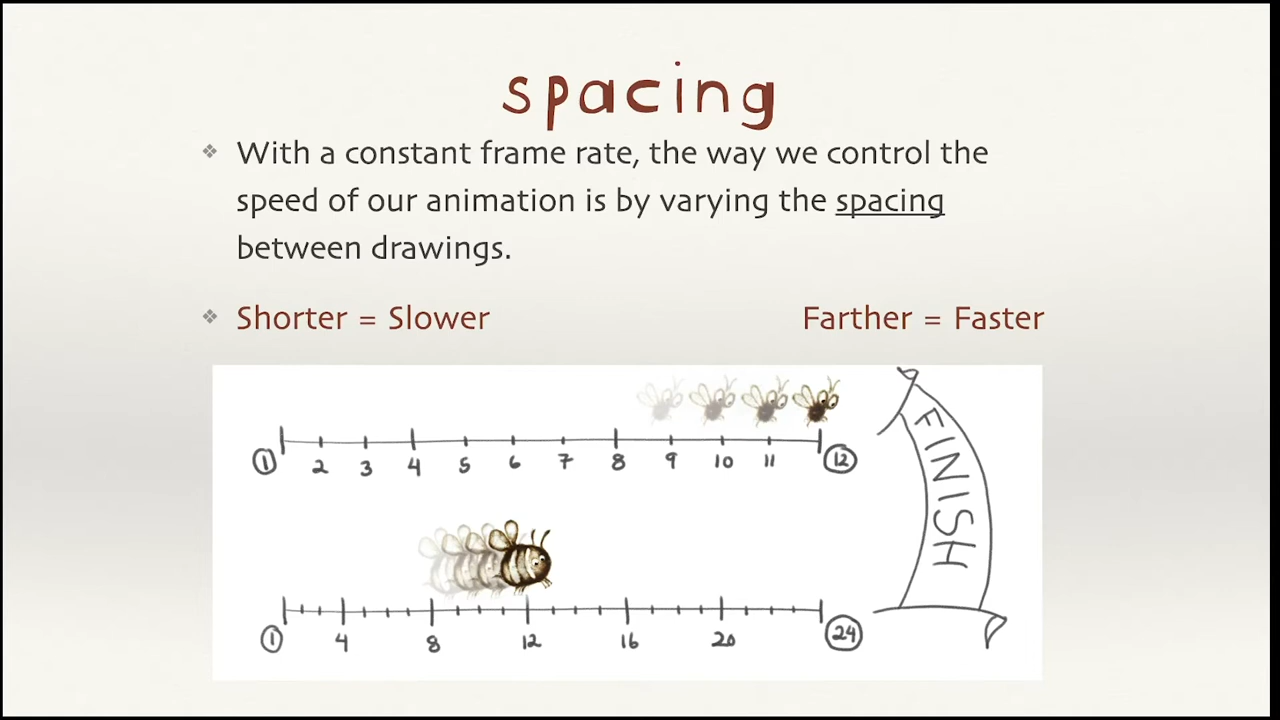 spacing
With a constant frame rate, the way we control the
speed of our animation is by varying the spacing
between drawings.
Shorter = Slower
Farther = Faster
1 2 3 4 5 6 7 8 9 10 11 12
FINISH
1 4 8 12 16 20 24